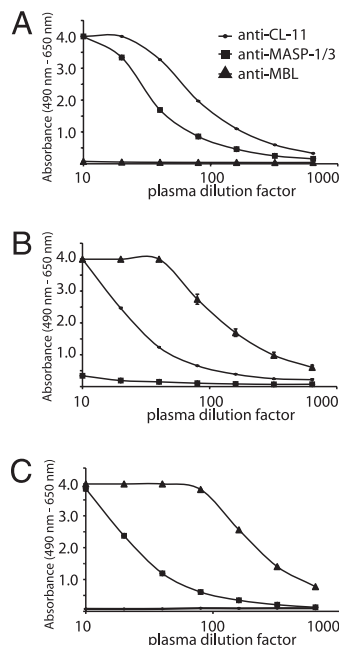 A
anti-CL-11
anti-MASP-1/3
anti-MBL
Absorbance (490 nm - 650 nm)
4.0
3.0
2.0
1.0
10 100 1000
plasma dilution factor
B
Absorbance (490 nm - 650 nm)
4.0
3.0
2.0
1.0
10 100 1000
plasma dilution factor
C
Absorbance (490 nm - 650 nm)
4.0
3.0
2.0
1.0
10 100 1000
plasma dilution factor